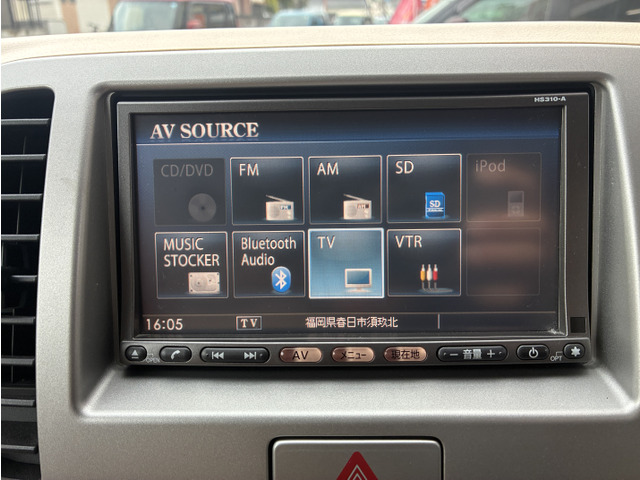 HS310-A
AV SOURCE
CD/DVD
FM
AM
SD
iPod
MUSIC STOCKER
Bluetooth Audio
TV
VTR
16:05
TV
福岡県春日市須玖北
AV
メニュー
現在地
− 音量 +
OPT